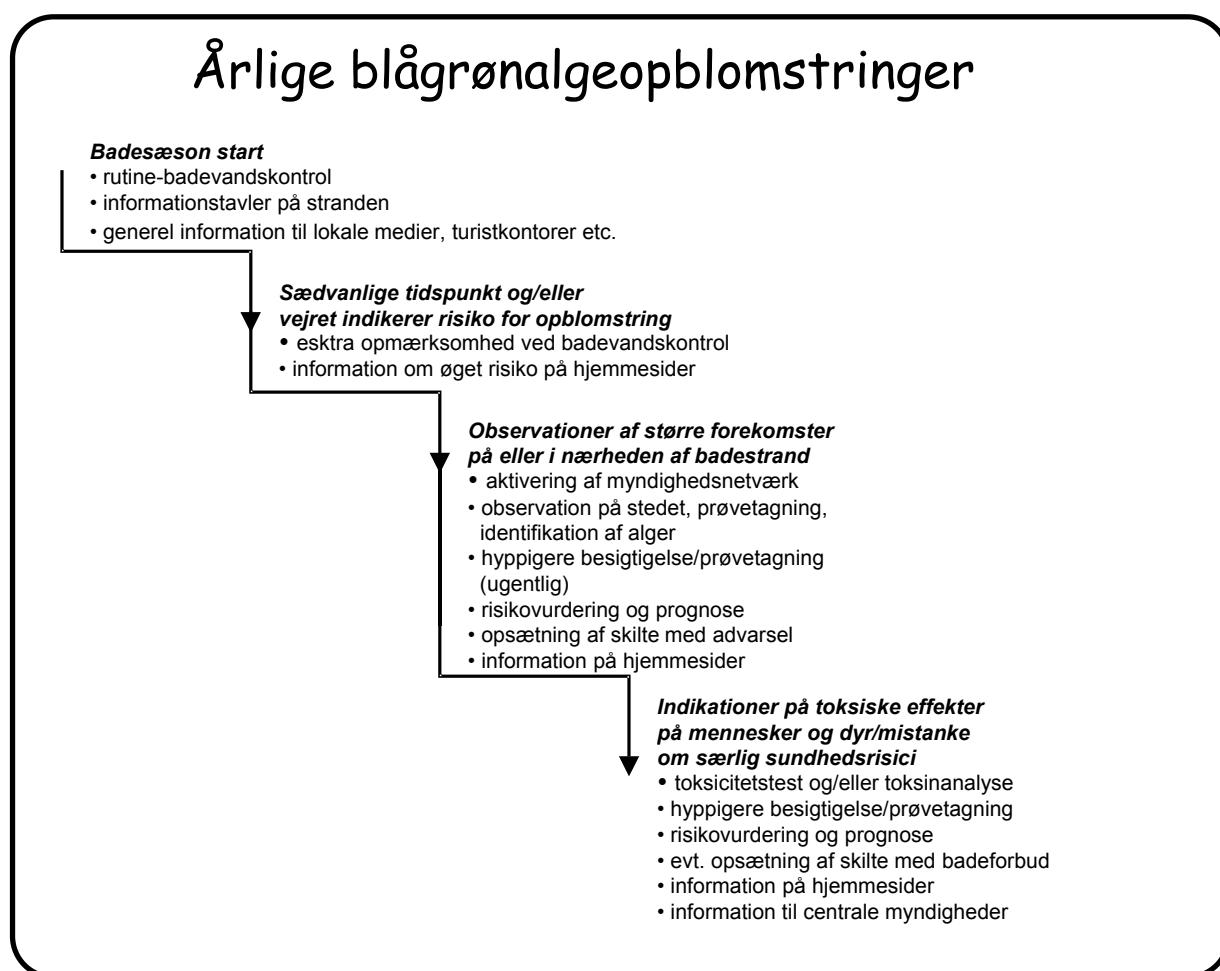 Årlige blågrønalgeopblomstringer
Badesæson start
• rutine-badevandskontrol
• informationstavler på stranden
• generel information til lokale medier, turistkontorer etc.
Sædvanlige tidspunkt og/eller
vejret indikerer risiko for opblomstring
• esktra opmærksomhed ved badevandskontrol
• information om øget risiko på hjemmesider
Observationer af større forekomster
på eller i nærheden af badestrand
• aktivering af myndighedsnetværk
• observation på stedet, prøvetagning,
identifikation af alger
• hyppigere besigtigelse/prøvetagning
(ugentlig)
• risikovurdering og prognose
• opsætning af skilte med advarsel
• information på hjemmesider
Indikationer på toksiske effekter
på mennesker og dyr/mistanke
om særlig sundhedsrisici
• toksicitetstest og/eller toksinanalyse
• hyppigere besigtigelse/prøvetagning
• risikovurdering og prognose
• evt. opsætning af skilte med badeforbud
• information på hjemmesider
• information til centrale myndigheder